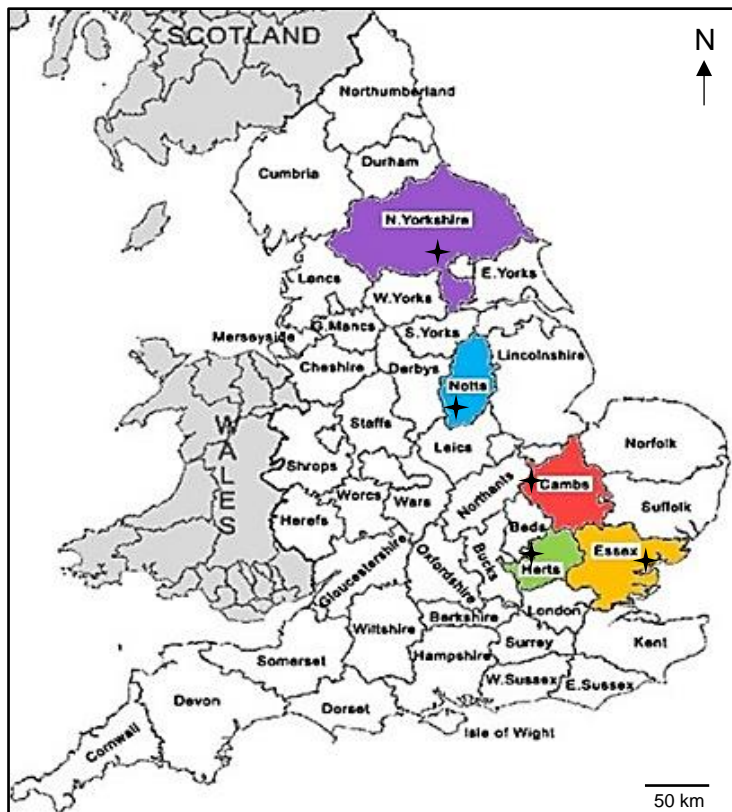 SCOTLAND
N
Northumberland
Durham
Cumbria
N.Yorkshire
E.Yorks
Lancs
W.Yorks
G.Mancs
S.Yorks
Merseyside
Lincolnshire
Cheshire
Derbys
Notts
WALES
Staffs
Norfolk
Leics
Shrops
Cambs
Northants
Suffolk
Worcs
Wars
Herefs
Beds
Essex
Herts
Bucks
Gloucestershire
Oxfordshire
London
Berkshire
Wiltshire
Surrey
Kent
Hampshire
Somerset
W.Sussex
E.Sussex
Devon
Dorset
Isle of Wight
Cornwall
50 km